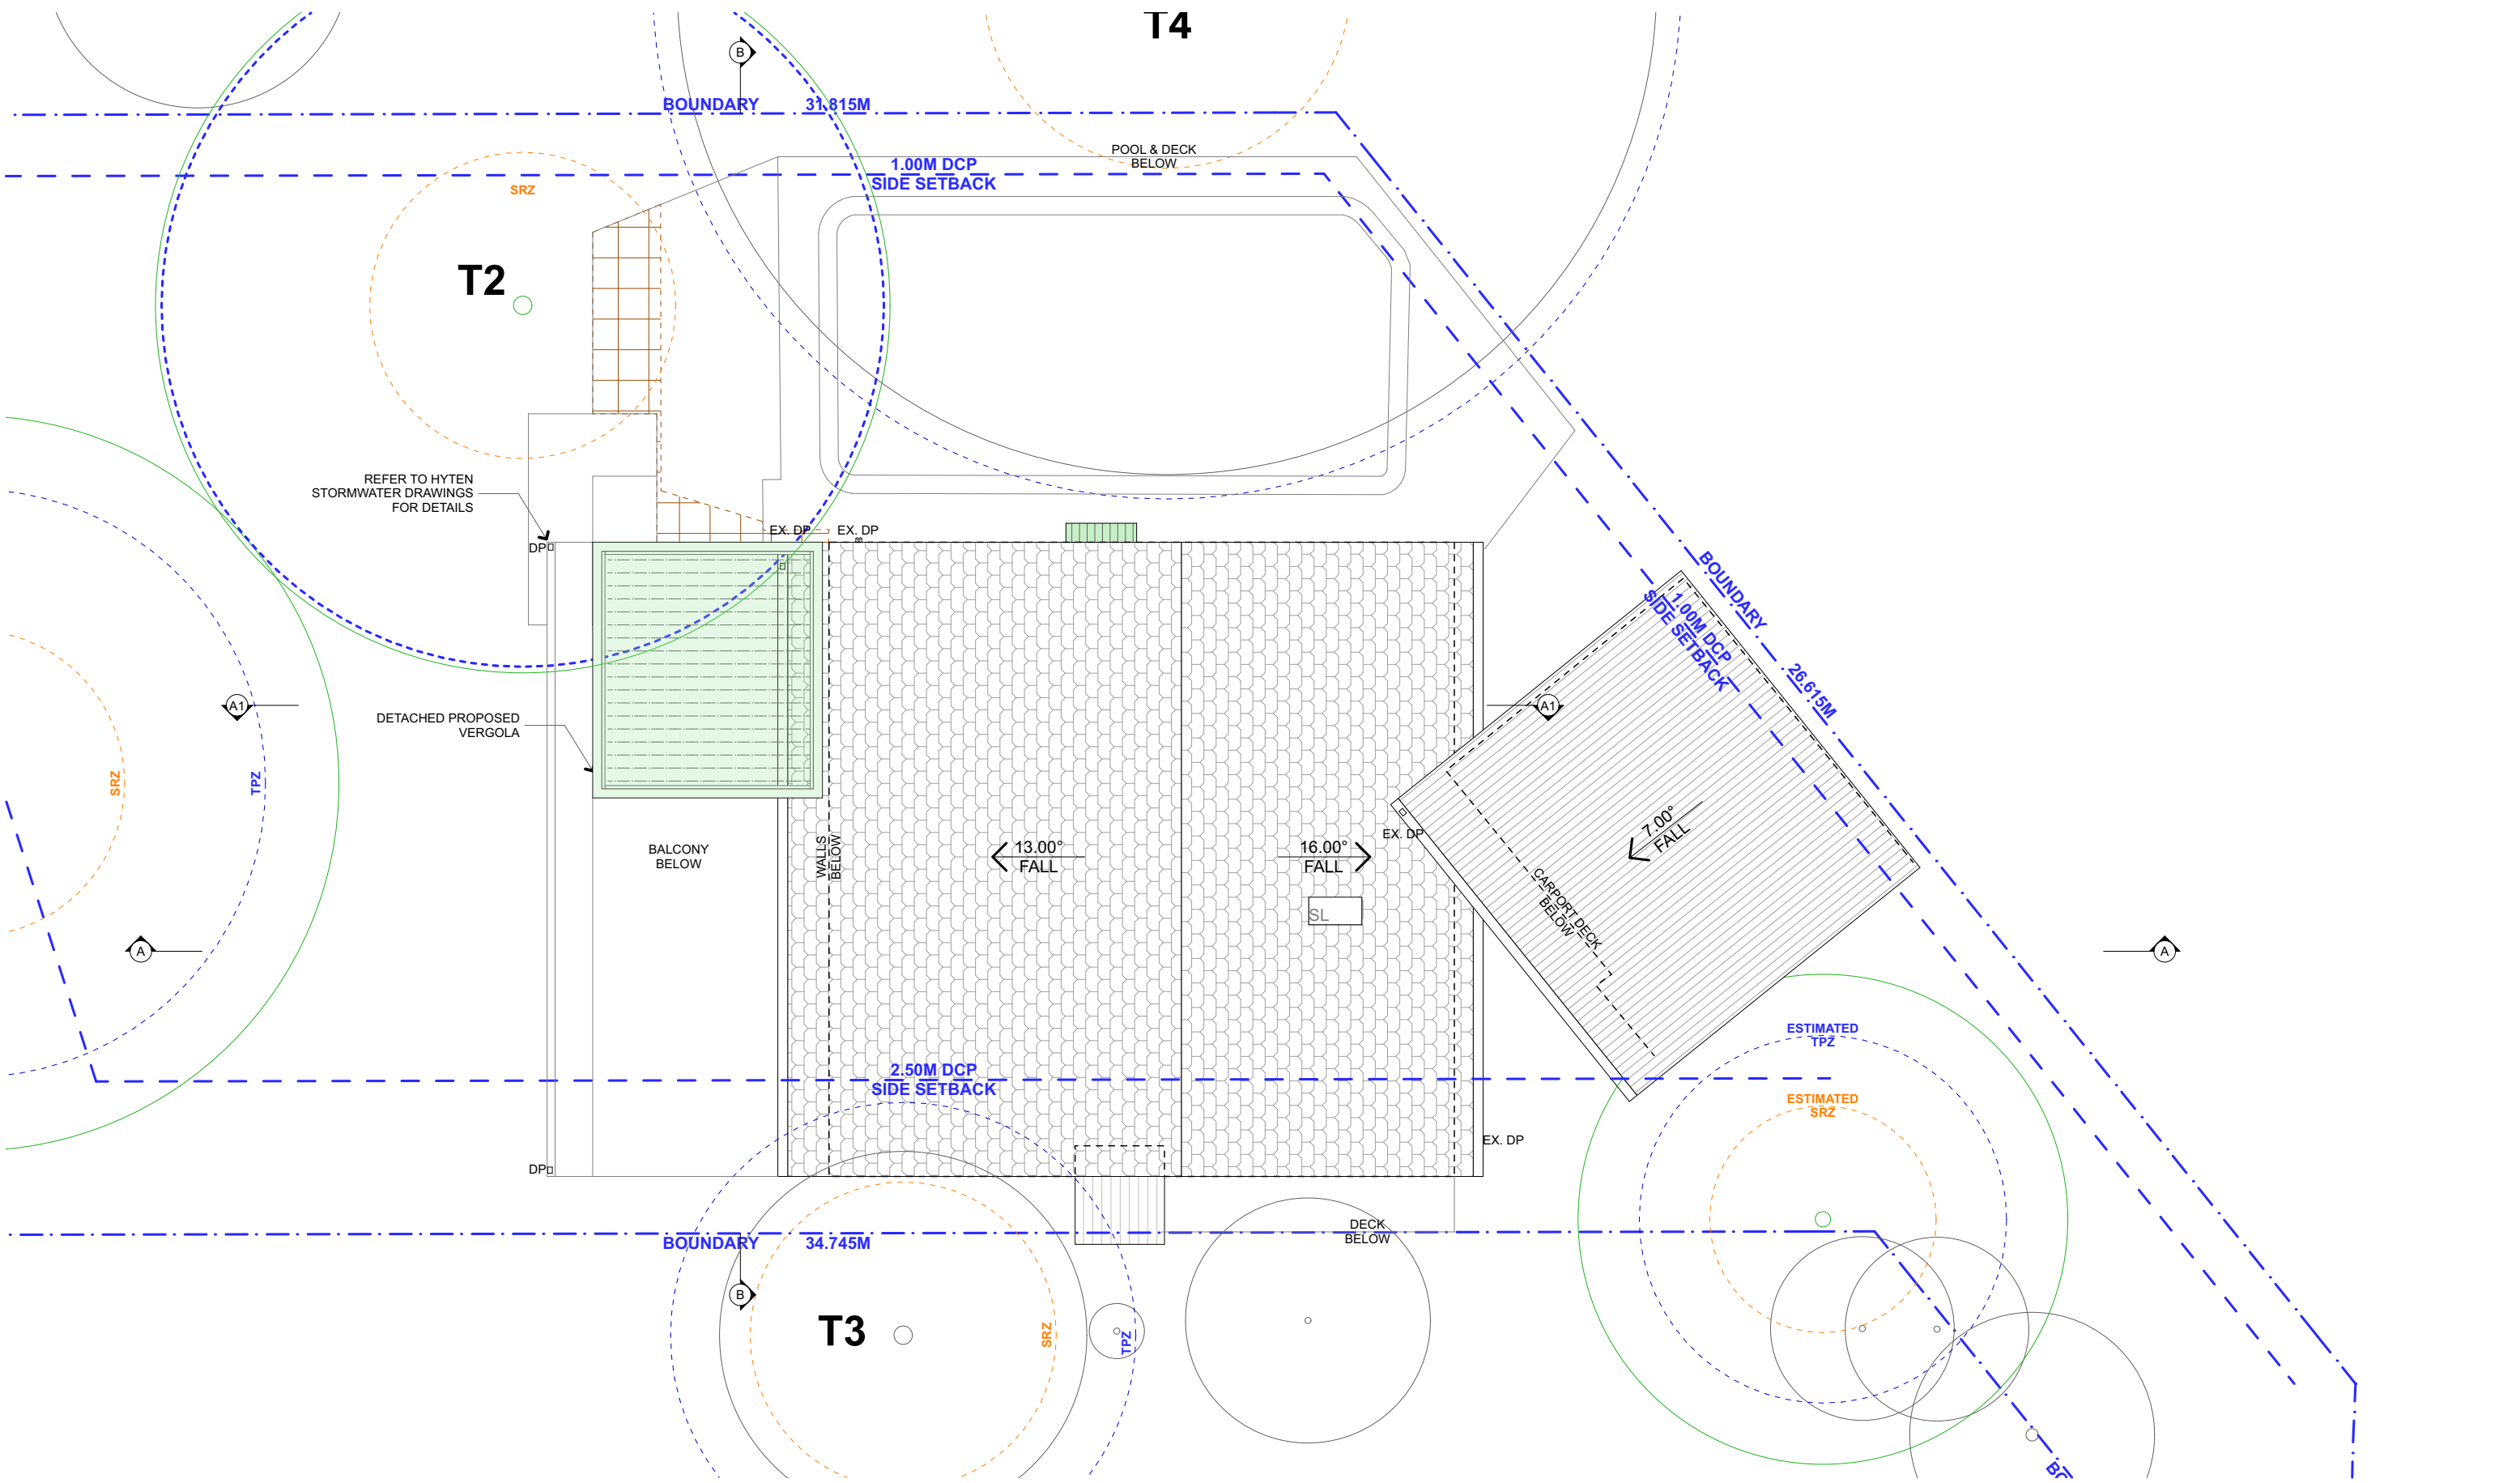 T4
B
BOUNDARY 31.815M
POOL & DECK
BELOW
1.00M DCP
SIDE SETBACK
SRZ
T2
REFER TO HYTEN
STORMWATER DRAWINGS
FOR DETAILS
EX. DP
EX. DP
DP
BOUNDARY
26.615M
1.00M DCP
SIDE SETBACK
A1
A1
DETACHED PROPOSED
VERGOLA
SRZ
TPZ
7.00°
FALL
EX. DP
WALLS
BELOW
BALCONY
BELOW
13.00°
FALL
16.00°
FALL
SL
CARPORT DECK
BELOW
A
A
ESTIMATED
TPZ
2.50M DCP
SIDE SETBACK
ESTIMATED
SRZ
EX. DP
DP
DECK
BELOW
BOUNDARY 34.745M
B
T3
SRZ
TPZ